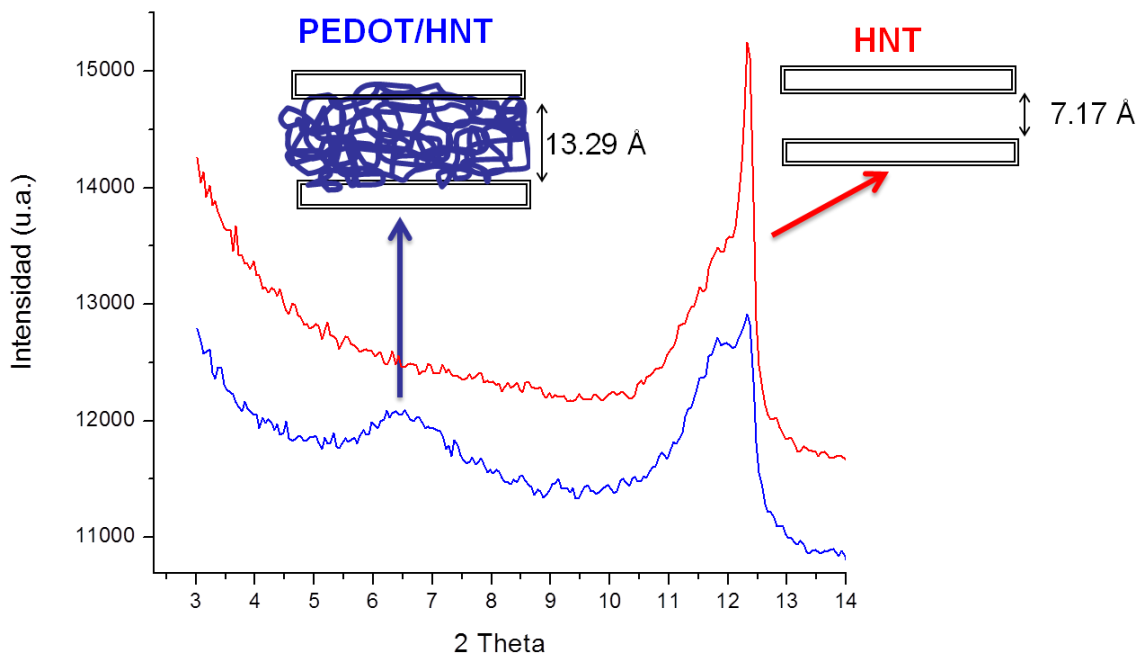 PEDOT/HNT
HNT
13.29 Å
7.17 Å
Intensidad (u.a.)
15000
14000
13000
12000
11000
3 4 5 6 7 8 9 10 11 12 13 14
2 Theta